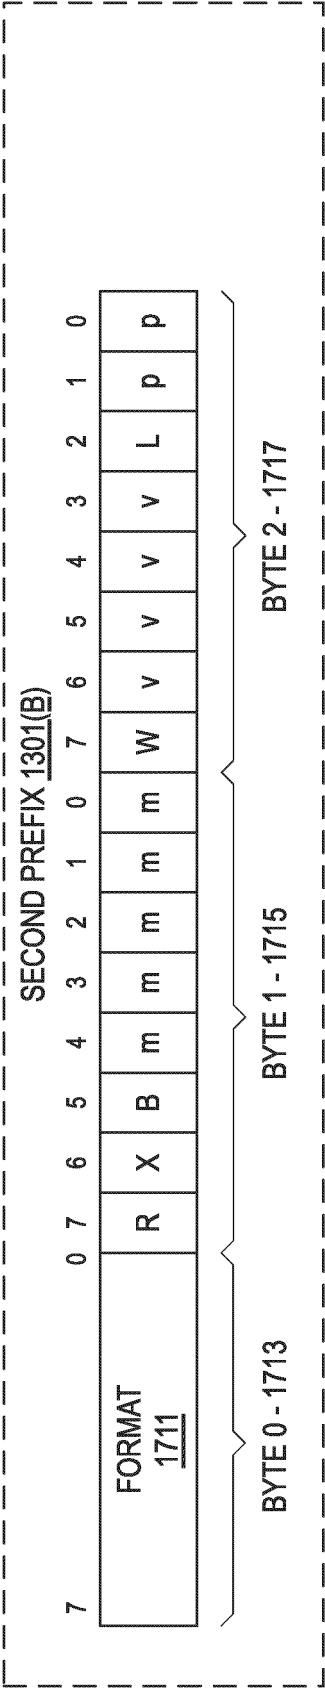 SECOND PREFIX 1301(B)
7 0 7 6 5 4 3 2 1 0 7 6 5 4 3 2 1 0
FORMAT 
1711
R X B m m m m m W v v v v L p p
BYTE 0 - 1713 BYTE 1 - 1715 BYTE 2 - 1717